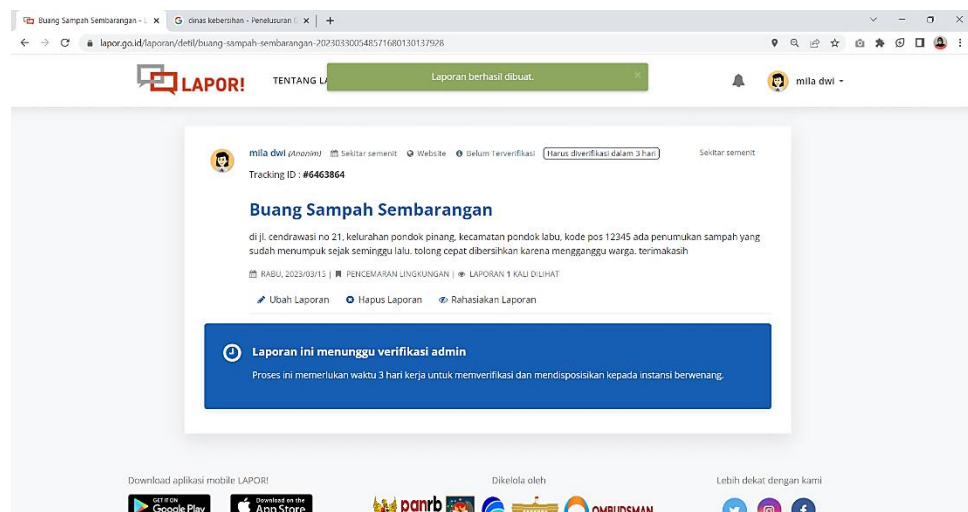 Buang Sampah Sembarangan - L
dinas kebersihan - Penelusuran G
lapor.go.id/laporan/detil/buang-sampah-sembarangan-20230330054857 1680130137928
LAPOR!
TENTANG LA
Laporan berhasil dibuat.
mila dwi
mila dwi (Anonim) Sekitar semenit Website Belum Terverifikasi Harus diverifikasi dalam 3 hari Sekitar semenit
Tracking ID : #6463864
Buang Sampah Sembarangan
di jl. cendrawasi no 21, kelurahan pondok pinang, kecamatan pondok labu, kode pos 12345 ada penumukan sampah yang
sudah menumpuk sejak seminggu lalu. tolong cepat dibersihkan karena mengganggu warga. terimakasih
RABU, 2023/03/15 | PENCEMARAN LINGKUNGAN | LAPORAN 1 KALI DILIHAT
Ubah Laporan Hapus Laporan Rahasiakan Laporan
Laporan ini menunggu verifikasi admin
Proses ini memerlukan waktu 3 hari kerja untuk memverifikasi dan mendisposisikan kepada instansi berwenang.
Download aplikasi mobile LAPOR! Dikelola oleh Lebih dekat dengan kami
GET IT ON
Google Play
Download on the
App Store
panrb
OMBUDSMAN